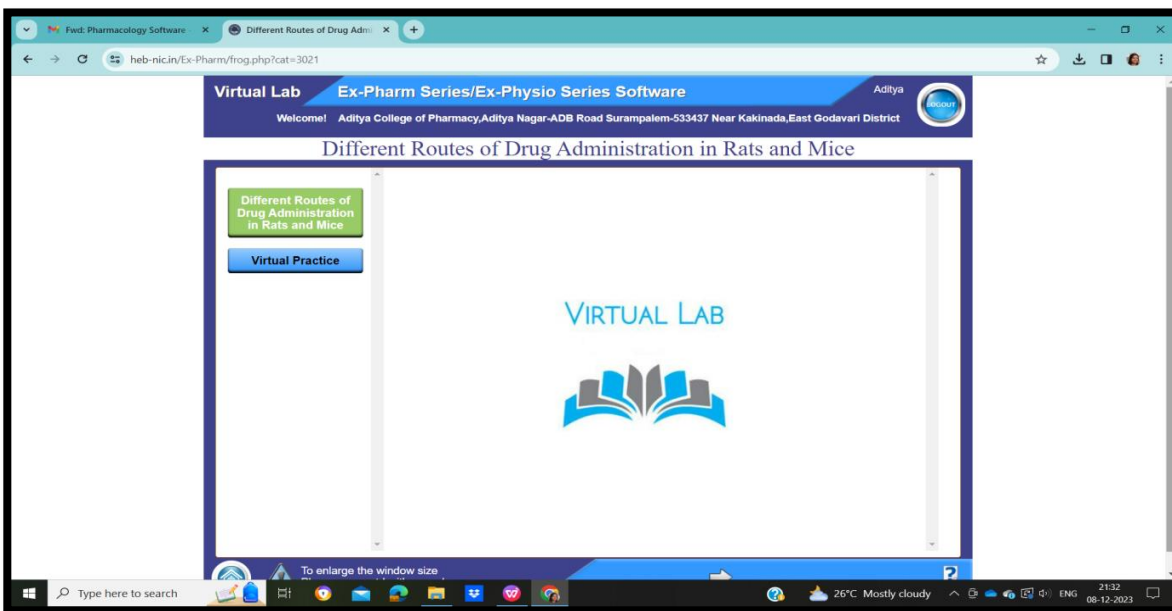 Fwd: Pharmacology Software
Different Routes of Drug Admi
heb-nic.in/Ex-Pharm/frog.php?cat=3021
Virtual Lab
Ex-Pharm Series/Ex-Physio Series Software
Aditya
LOGOUT
Welcome! Aditya College of Pharmacy,Aditya Nagar-ADB Road Surampalem-533437 Near Kakinada,East Godavari District
Different Routes of Drug Administration in Rats and Mice
Different Routes of
Drug Administration
in Rats and Mice
Virtual Practice
VIRTUAL LAB
To enlarge the window size
?
Type here to search
26°C Mostly cloudy
ENG
21:32
08-12-2023